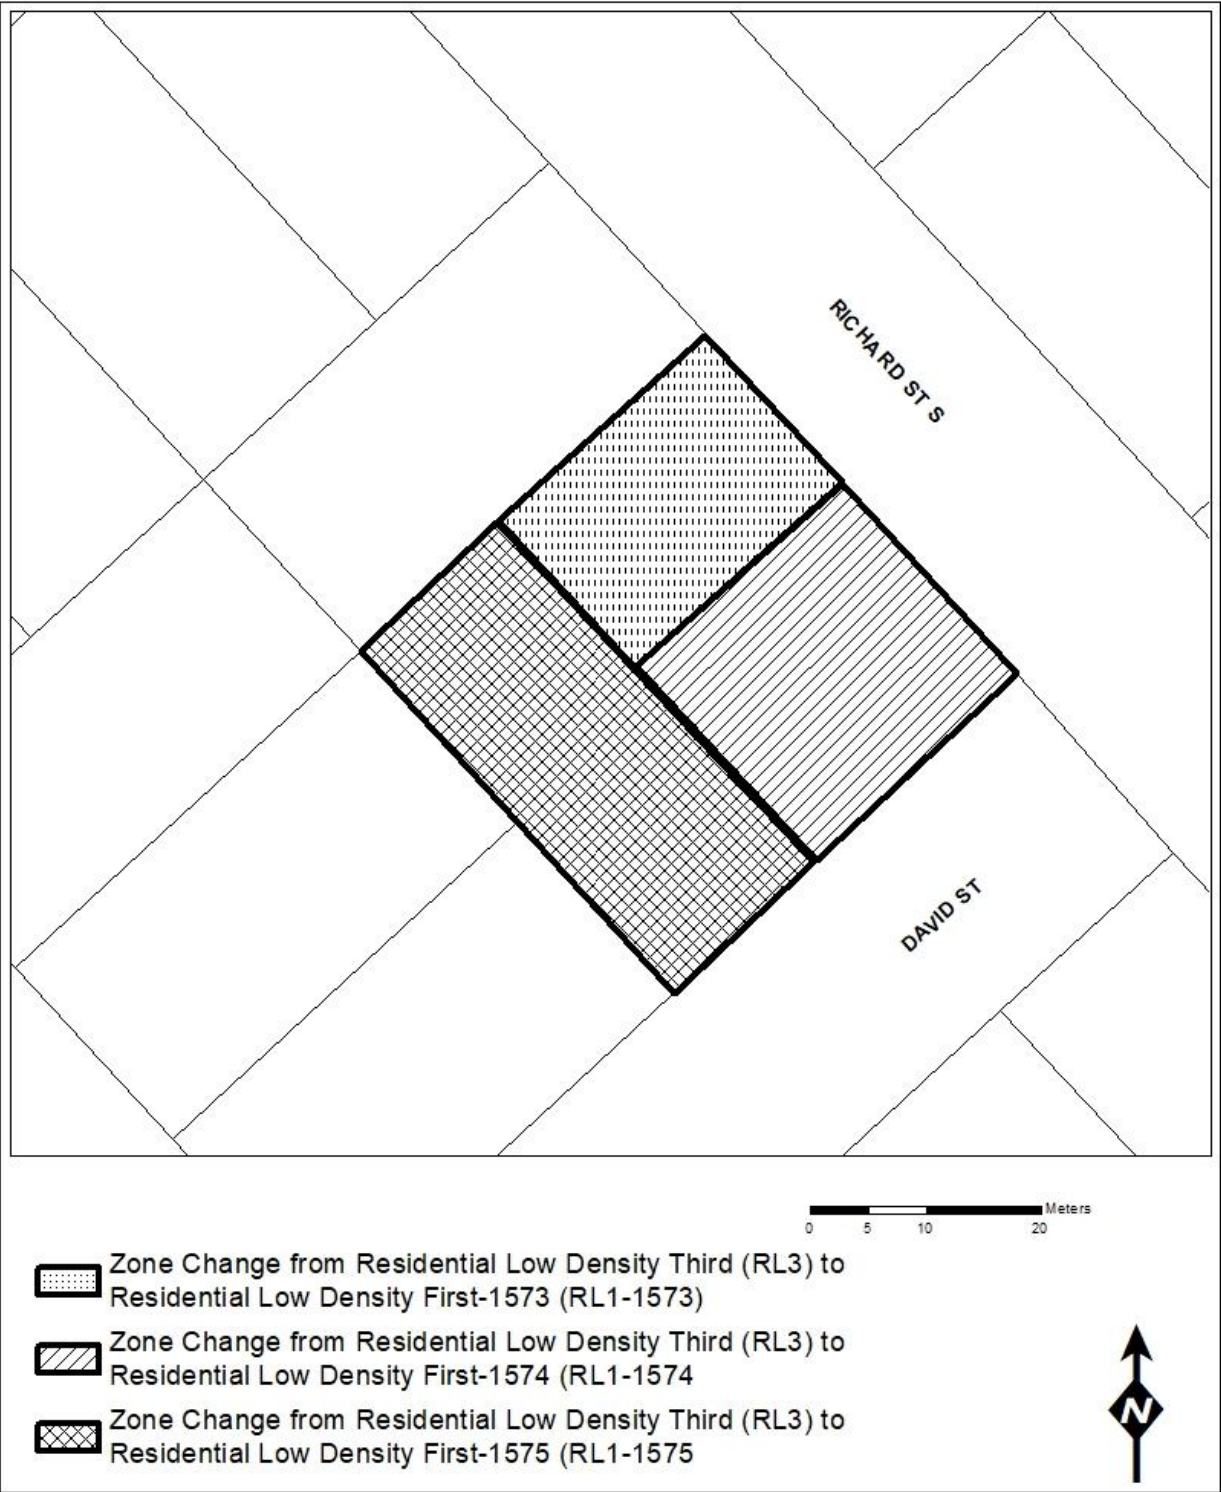 RICHARD ST S
DAVID ST
Meters
0 5 10 20
Zone Change from Residential Low Density Third (RL3) to
Residential Low Density First-1573 (RL1-1573)
Zone Change from Residential Low Density Third (RL3) to
Residential Low Density First-1574 (RL1-1574
Zone Change from Residential Low Density Third (RL3) to
Residential Low Density First-1575 (RL1-1575
N